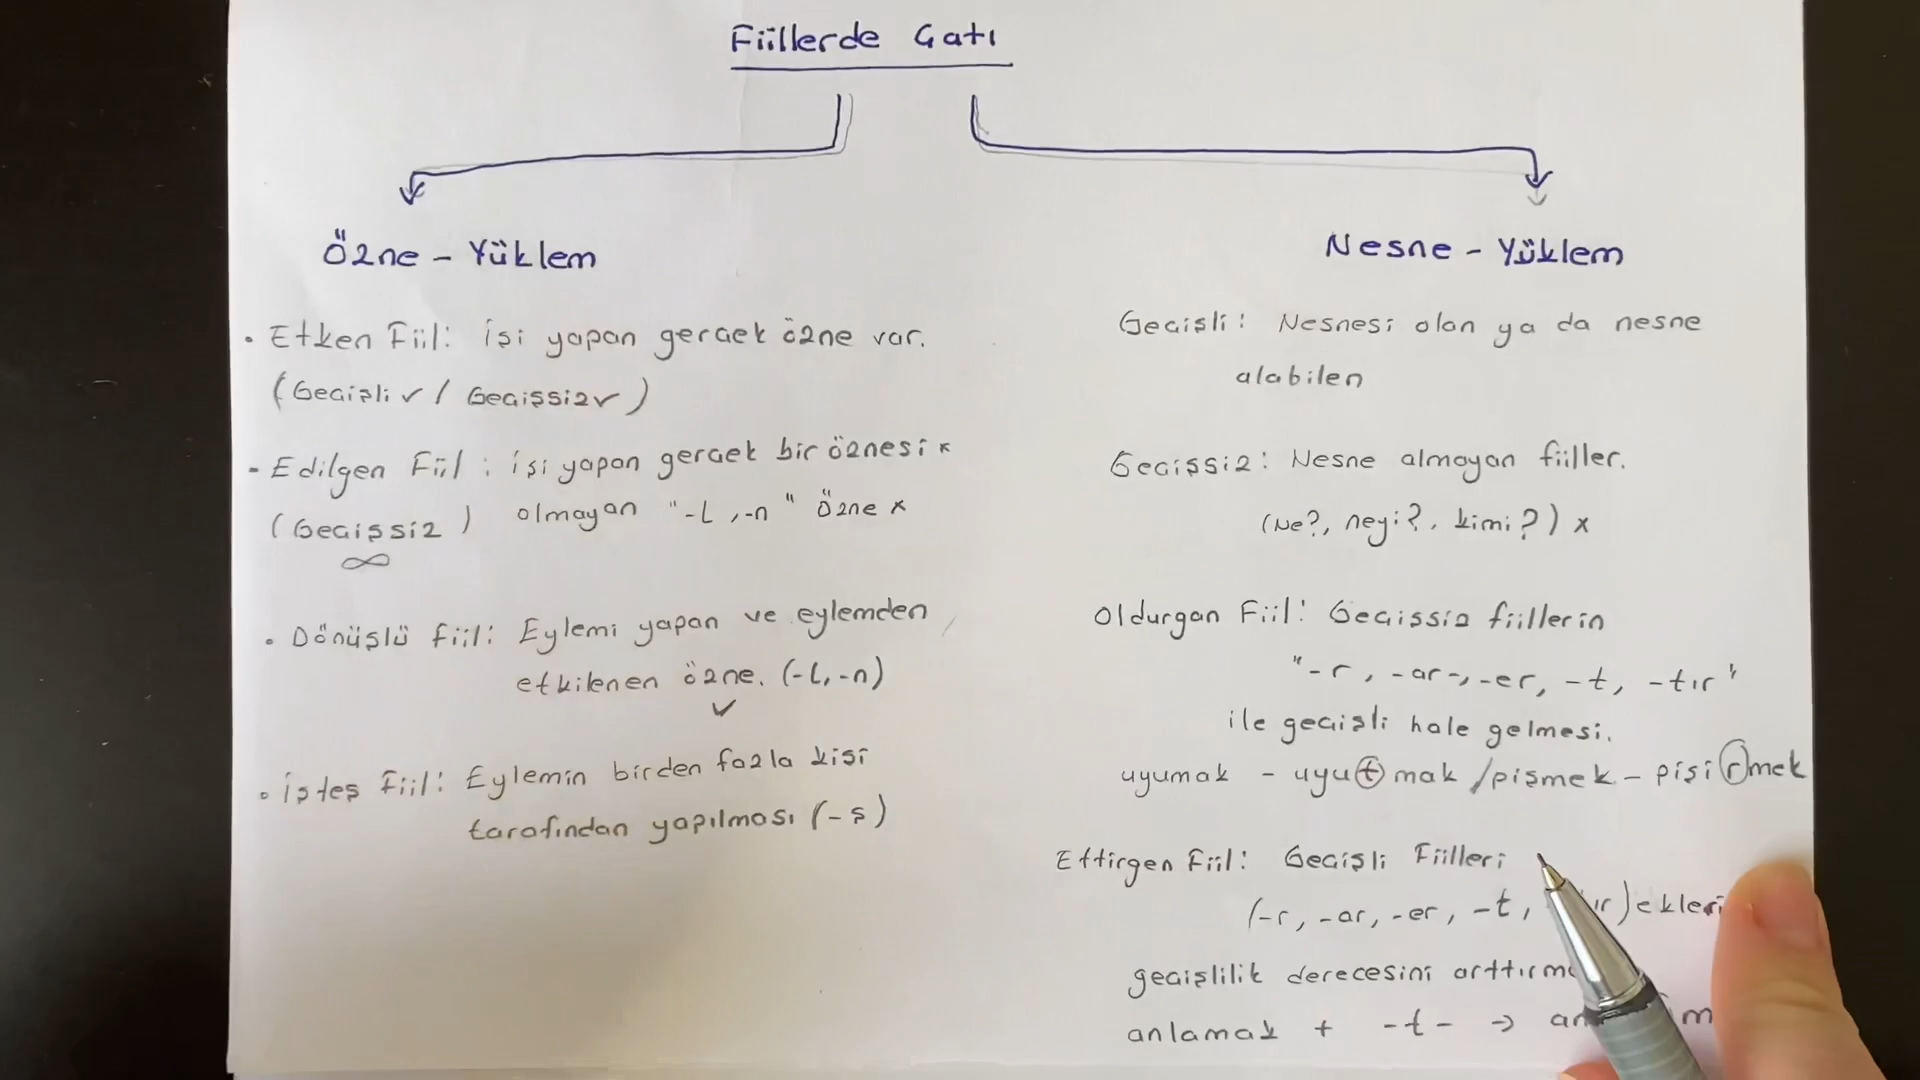 Fiillerde Çatı
Özne - Yüklem
• Etken Fiil: İşi yapan gerçek özne var.
(Geçişli ✓ / Geçişsiz ✓)
- Edilgen Fiil: işi yapan gerçek bir öznesi x
(Geçişsiz) olmayan "-l, -n" Özne x
∞
• Dönüşlü fiil: Eylemi yapan ve eylemden
etkilenen özne. (-l, -n)
✓
• İşteş Fiil: Eylemin birden fazla kişi
tarafından yapılması (-ş)
Nesne - Yüklem
Geçişli: Nesnesi olan ya da nesne
alabilen
Geçişsiz: Nesne almayan fiiller.
(Ne?, neyi?, kimi?) x
Oldurgan Fiil: Geçissiz fiillerin
"-r, -ar-, -er, -t, -tır"
ile geçişli hale gelmesi.
uyumak - uyutmak / pişmek - pişirmek
Ettirgen Fiil: Geçişli Fiilleri
(-r, -ar, -er, -t, ır) ekleri
geçişlilik derecesini arttırm
anlamak + -t- →